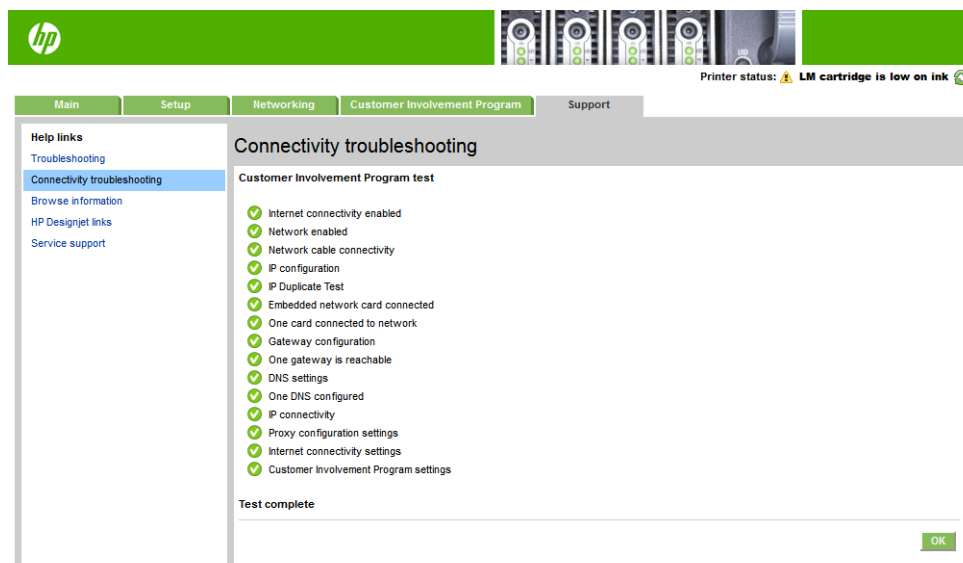 hp
Printer status: LM cartridge is low on ink
Main Setup Networking Customer Involvement Program Support
Help links
Troubleshooting
Connectivity troubleshooting
Browse information
HP Designjet links
Service support
Connectivity troubleshooting
Customer Involvement Program test
Internet connectivity enabled
Network enabled
Network cable connectivity
IP configuration
IP Duplicate Test
Embedded network card connected
One card connected to network
Gateway configuration
One gateway is reachable
DNS settings
One DNS configured
IP connectivity
Proxy configuration settings
Internet connectivity settings
Customer Involvement Program settings
Test complete
OK